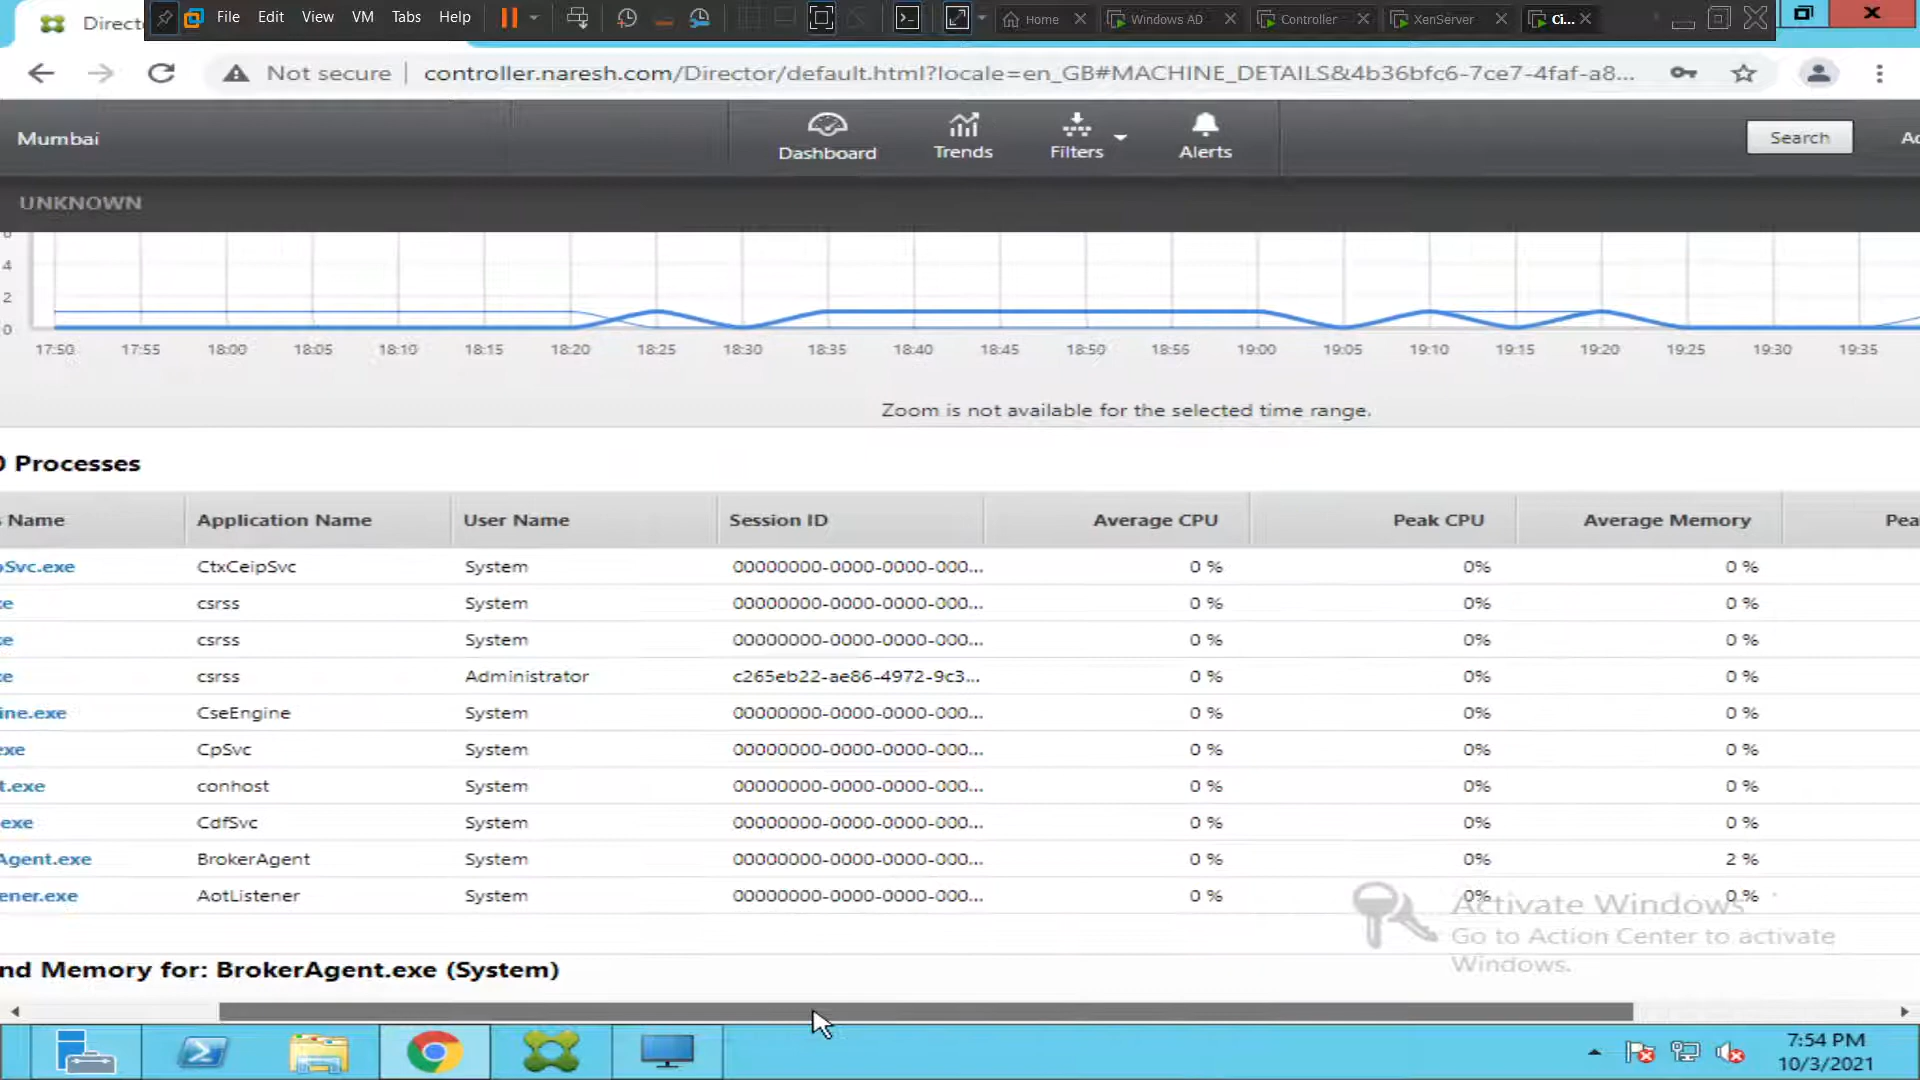 Direct
File Edit View VM Tabs Help
Home Windows AD Controller XenServer Ci...
Not secure controller.naresh.com/Director/default.html?locale=en_GB#MACHINE_DETAILS&4b36bfc6-7ce7-4faf-a8...
Mumbai Dashboard Trends Filters Alerts Search
UNKNOWN
4
2
0
17:50 17:55 18:00 18:05 18:10 18:15 18:20 18:25 18:30 18:35 18:40 18:45 18:50 18:55 19:00 19:05 19:10 19:15 19:20 19:25 19:30 19:35
Zoom is not available for the selected time range.
0 Processes
Name Application Name User Name Session ID Average CPU Peak CPU Average Memory Pea
Svc.exe CtxCeipSvc System 00000000-0000-0000-000... 0 % 0% 0 %
xe csrss System 00000000-0000-0000-000... 0 % 0% 0 %
xe csrss System 00000000-0000-0000-000... 0 % 0% 0 %
xe csrss Administrator c265eb22-ae86-4972-9c3... 0 % 0% 0 %
ine.exe CseEngine System 00000000-0000-0000-000... 0 % 0% 0 %
exe CpSvc System 00000000-0000-0000-000... 0 % 0% 0 %
t.exe conhost System 00000000-0000-0000-000... 0 % 0% 0 %
exe CdfSvc System 00000000-0000-0000-000... 0 % 0% 0 %
Agent.exe BrokerAgent System 00000000-0000-0000-000... 0 % 0% 2 %
ener.exe AotListener System 00000000-0000-0000-000... 0 % 0% 0 %
Activate Windows
Go to Action Center to activate
Windows.
nd Memory for: BrokerAgent.exe (System)
7:54 PM
10/3/2021